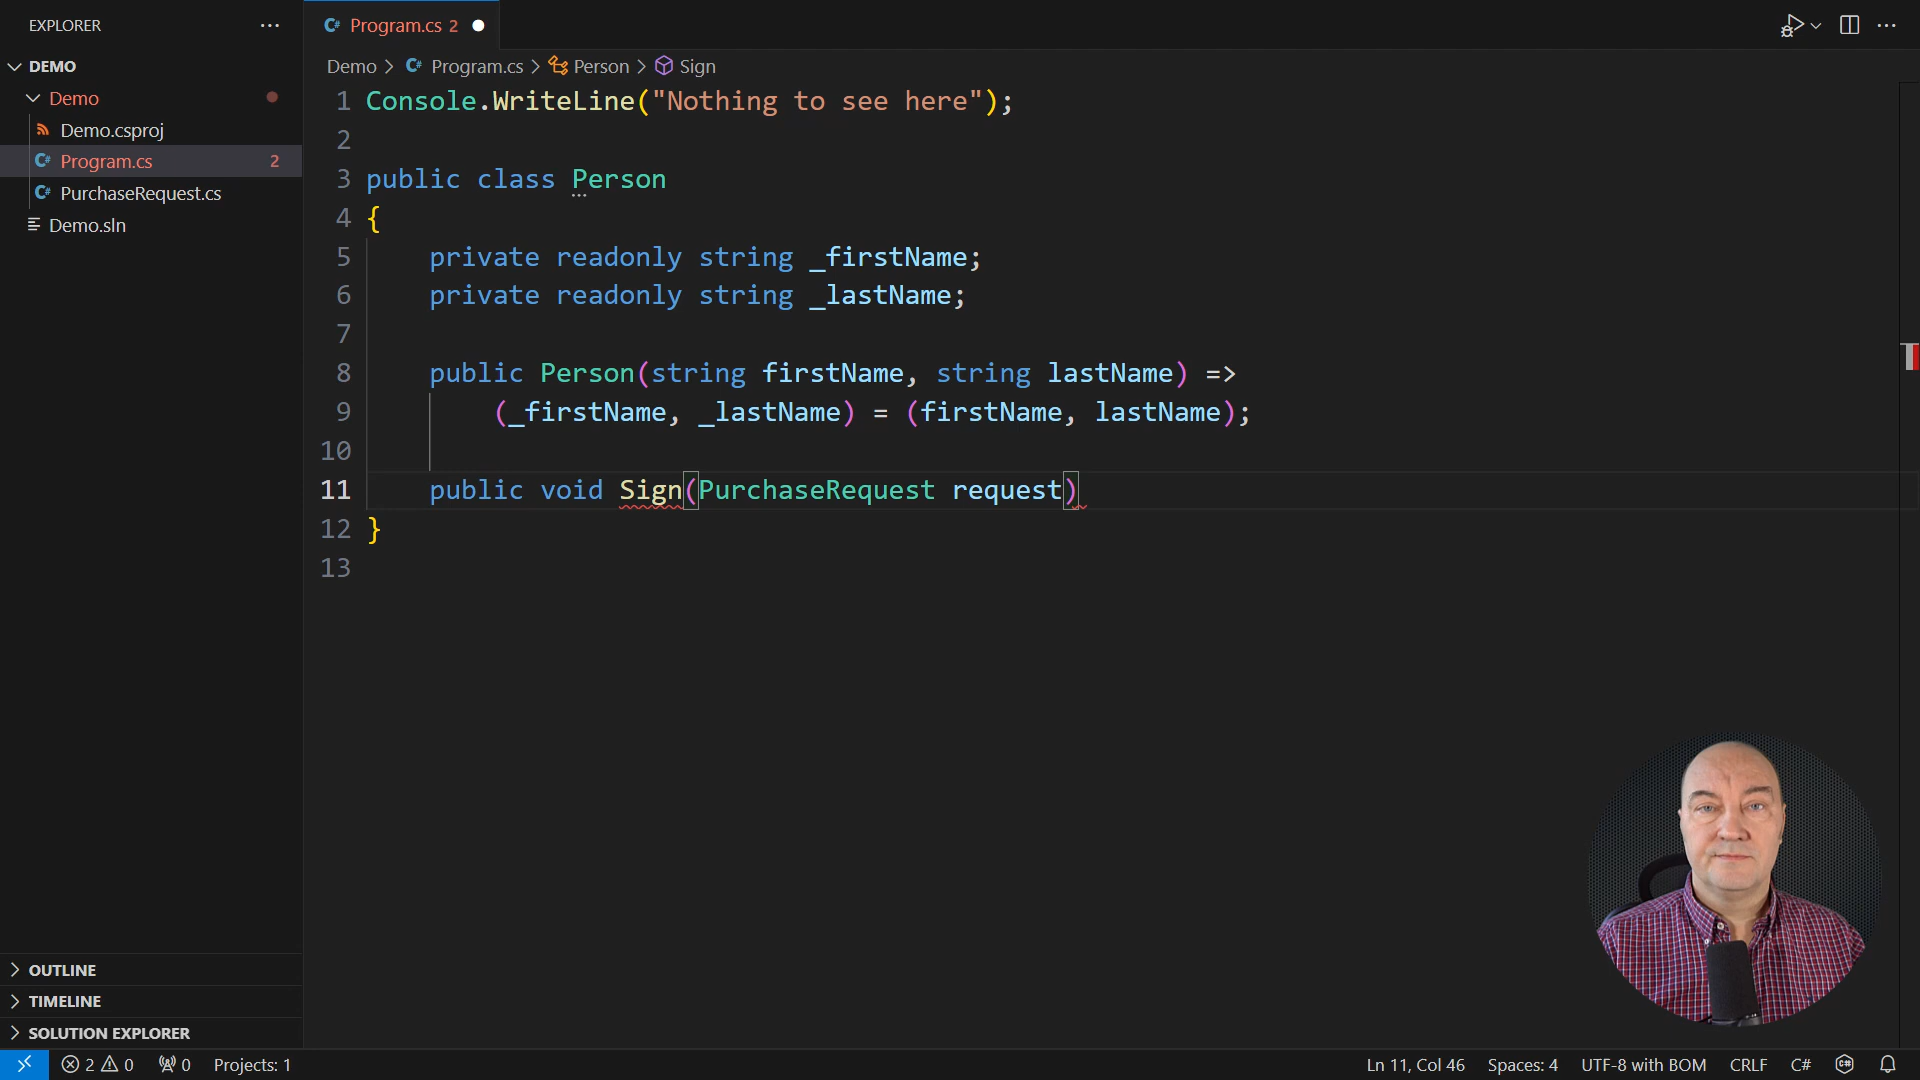 EXPLORER
DEMO
Demo
Demo.csproj
Program.cs 2
PurchaseRequest.cs
Demo.sln
OUTLINE
TIMELINE
SOLUTION EXPLORER
C# Program.cs 2
Demo > C# Program.cs > Person > Sign
1 Console.WriteLine("Nothing to see here");
2
3 public class Person
4 {
5 private readonly string _firstName;
6 private readonly string _lastName;
7
8 public Person(string firstName, string lastName) =>
9 (_firstName, _lastName) = (firstName, lastName);
10
11 public void Sign(PurchaseRequest request)
12 }
13
2 0 0 Projects: 1 Ln 11, Col 46 Spaces: 4 UTF-8 with BOM CRLF C#